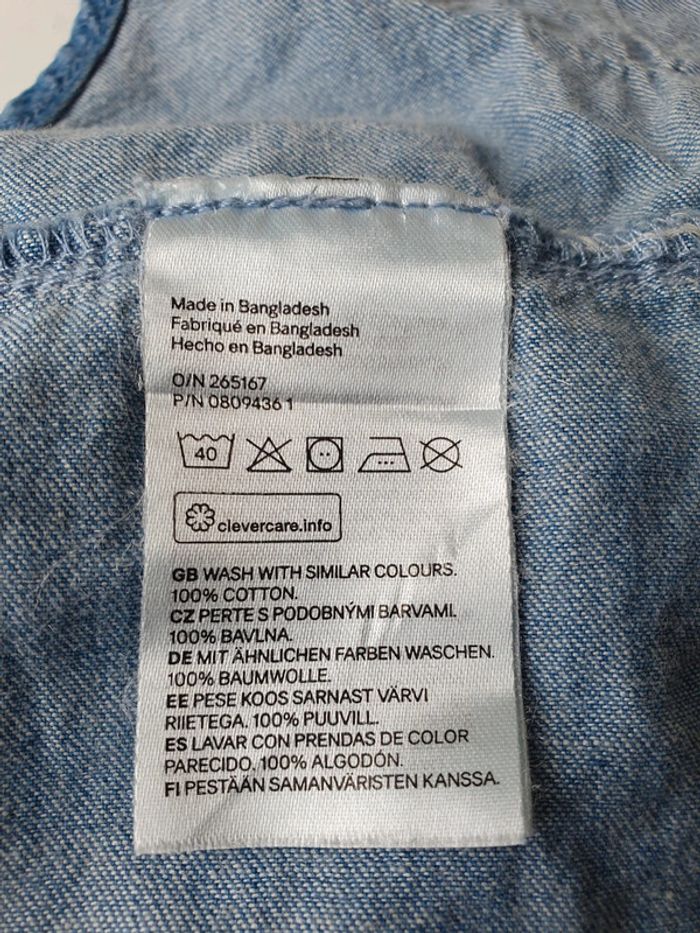 Made in Bangladesh
Fabriqué en Bangladesh
Hecho en Bangladesh
O/N 265167
P/N 0809436 1
40
clevercare.info
GB WASH WITH SIMILAR COLOURS.
100% COTTON.
CZ PERTE S PODOBNÝMI BARVAMI.
100% BAVLNA.
DE MIT ÄHNLICHEN FARBEN WASCHEN.
100% BAUMWOLLE.
EE PESE KOOS SARNAST VÄRVI
RIIETEGA. 100% PUUVILL.
ES LAVAR CON PRENDAS DE COLOR
PARECIDO. 100% ALGODÓN.
FI PESTÄÄN SAMANVÄRISTEN KANSSA.